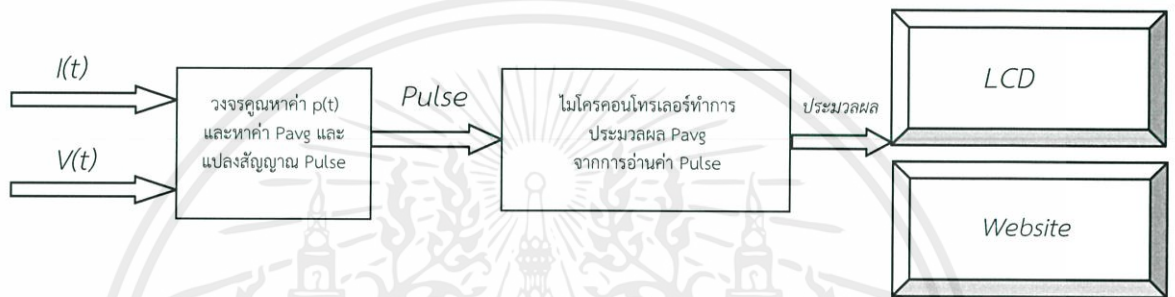 I(t)
V(t)
วงจรคูณหาค่า p(t)
และหาค่า Pavg และ
แปลงสัญญาณ Pulse
Pulse
ไมโครคอนโทรเลอร์ทำการ
ประมวลผล Pavg
จากการอ่านค่า Pulse
ประมวลผล
LCD
Website